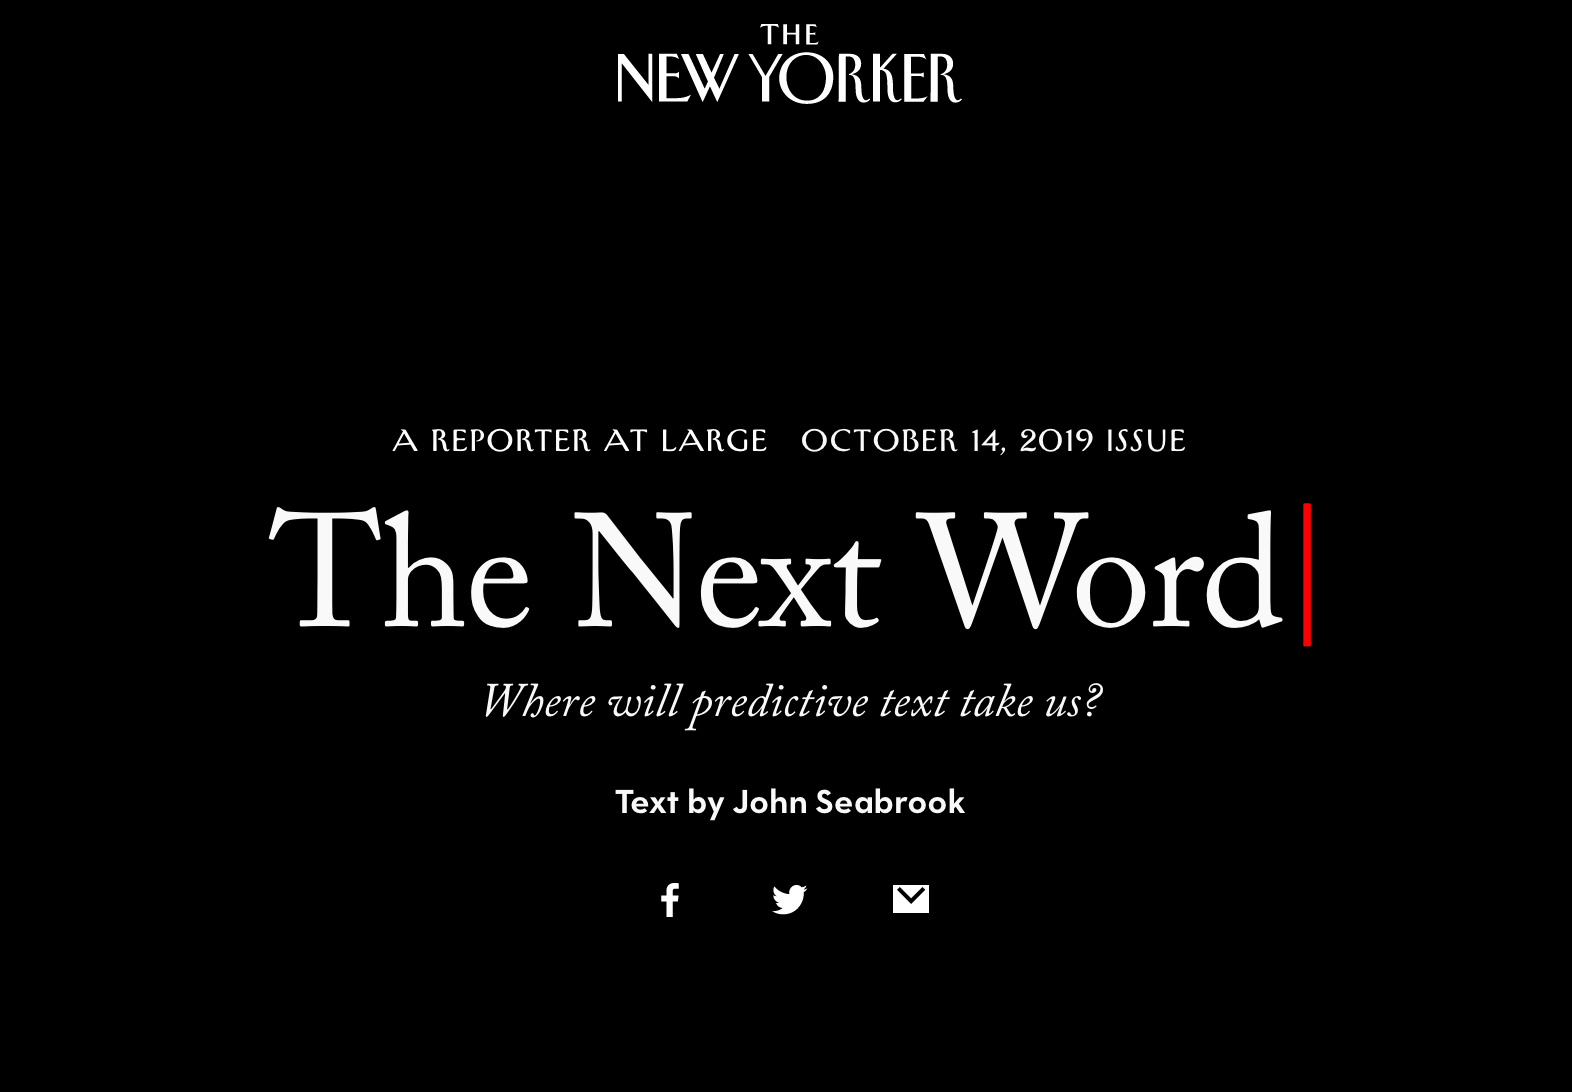 THE
NEW YORKER
A REPORTER AT LARGE OCTOBER 14, 2019 ISSUE
The Next Word
Where will predictive text take us?
Text by John Seabrook